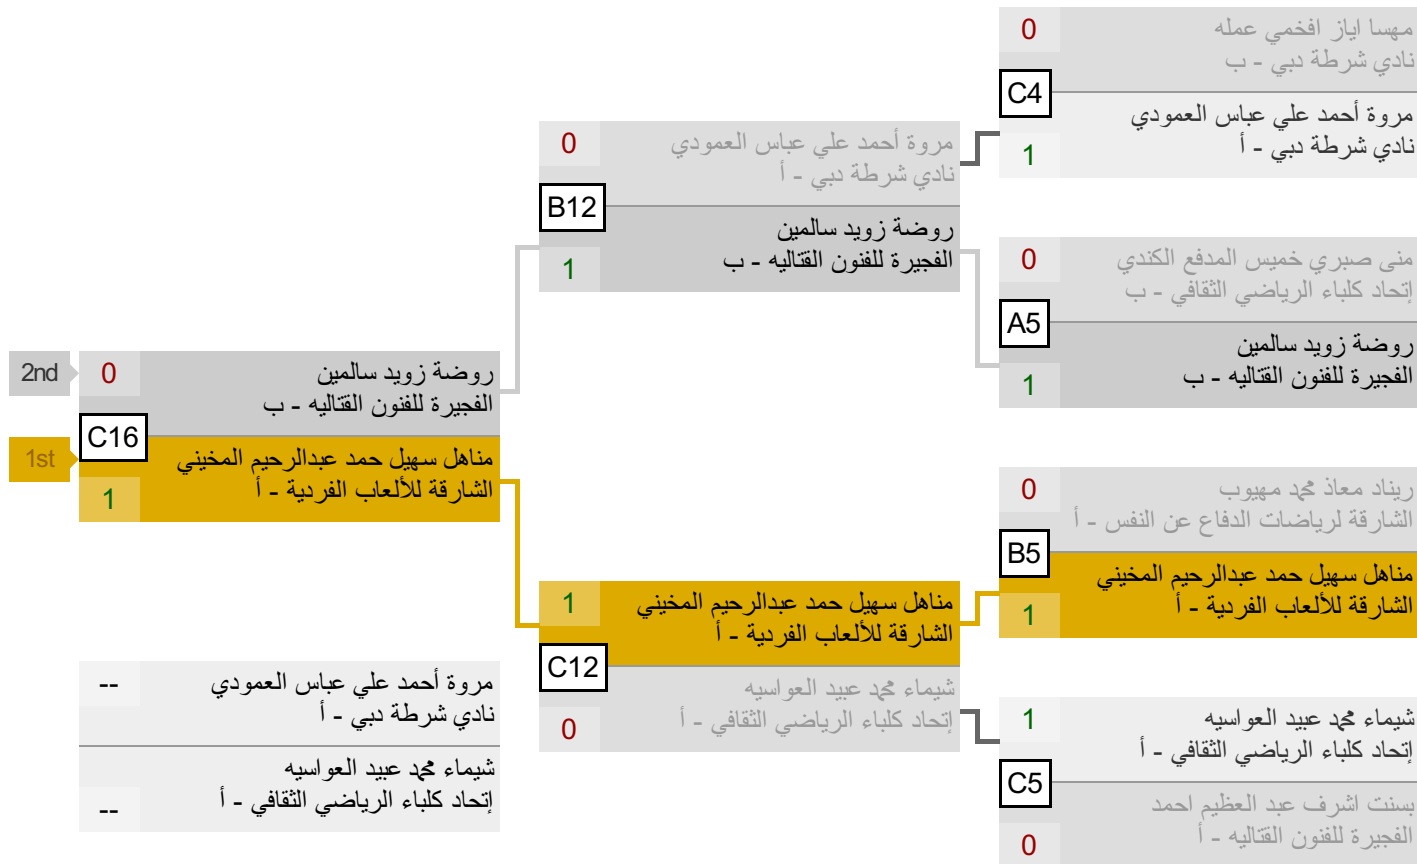 0
مهسا اياز افخمي عمله
نادي شرطة دبي - ب
C4
مروة أحمد علي عباس العمودي
نادي شرطة دبي - أ
1
0
منى صبري خميس المدفع الكندي
إتحاد كلباء الرياضي الثقافي - ب
A5
روضة زويد سالمين
الفجيرة للفنون القتاليه - ب
1
0
ريناد معاذ محمد مهيوب
الشارقة لرياضات الدفاع عن النفس - أ
B5
مناهل سهيل حمد عبدالرحيم المخيني
الشارقة للألعاب الفردية - أ
1
1
شيماء محمد عبيد العواسيه
إتحاد كلباء الرياضي الثقافي - أ
C5
بسنت اشرف عبد العظيم احمد
الفجيرة للفنون القتاليه - أ
0
0
مروة أحمد علي عباس العمودي
نادي شرطة دبي - أ
B12
روضة زويد سالمين
الفجيرة للفنون القتاليه - ب
1
1
مناهل سهيل حمد عبدالرحيم المخيني
الشارقة للألعاب الفردية - أ
C12
شيماء محمد عبيد العواسيه
إتحاد كلباء الرياضي الثقافي - أ
0
2nd
0
روضة زويد سالمين
الفجيرة للفنون القتاليه - ب
C16
1st
مناهل سهيل حمد عبدالرحيم المخيني
الشارقة للألعاب الفردية - أ
1
--
مروة أحمد علي عباس العمودي
نادي شرطة دبي - أ
شيماء محمد عبيد العواسيه
إتحاد كلباء الرياضي الثقافي - أ
--